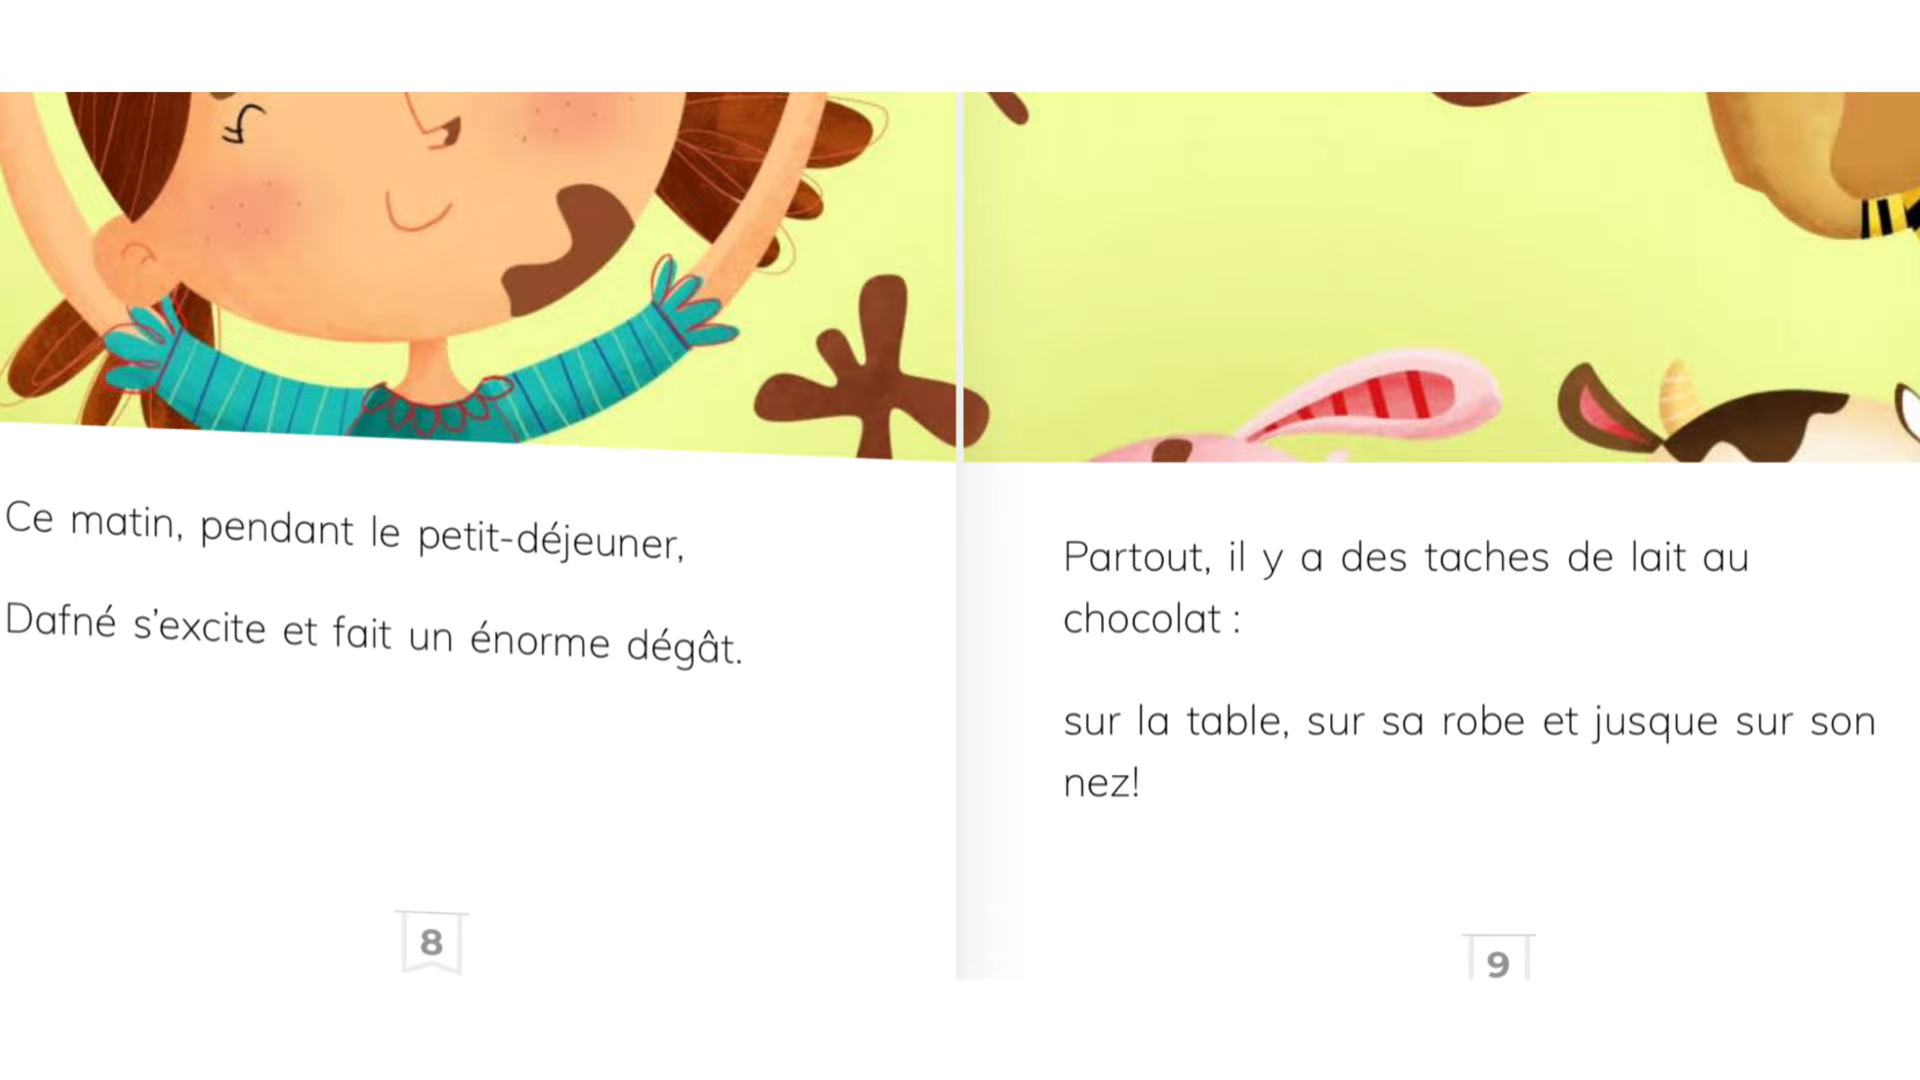 Ce matin, pendant le petit-déjeuner,
Dafné s'excite et fait un énorme dégât.
8
Partout, il y a des taches de lait au
chocolat :
sur la table, sur sa robe et jusque sur son
nez!
9